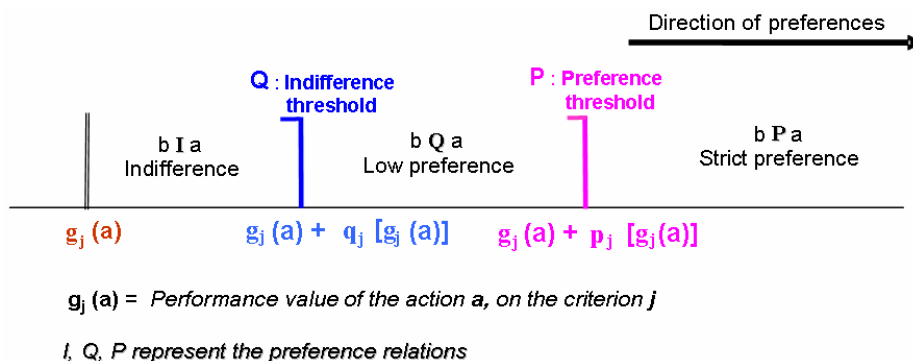 Direction of preferences
Q : Indifference
threshold
P : Preference
threshold
b I a
Indifference
b Q a
Low preference
b P a
Strict preference
gj (a)
gj (a) + qj [gj (a)]
gj (a) + pj [gj(a)]
gj (a) = Performance value of the action a, on the criterion j
I, Q, P represent the preference relations